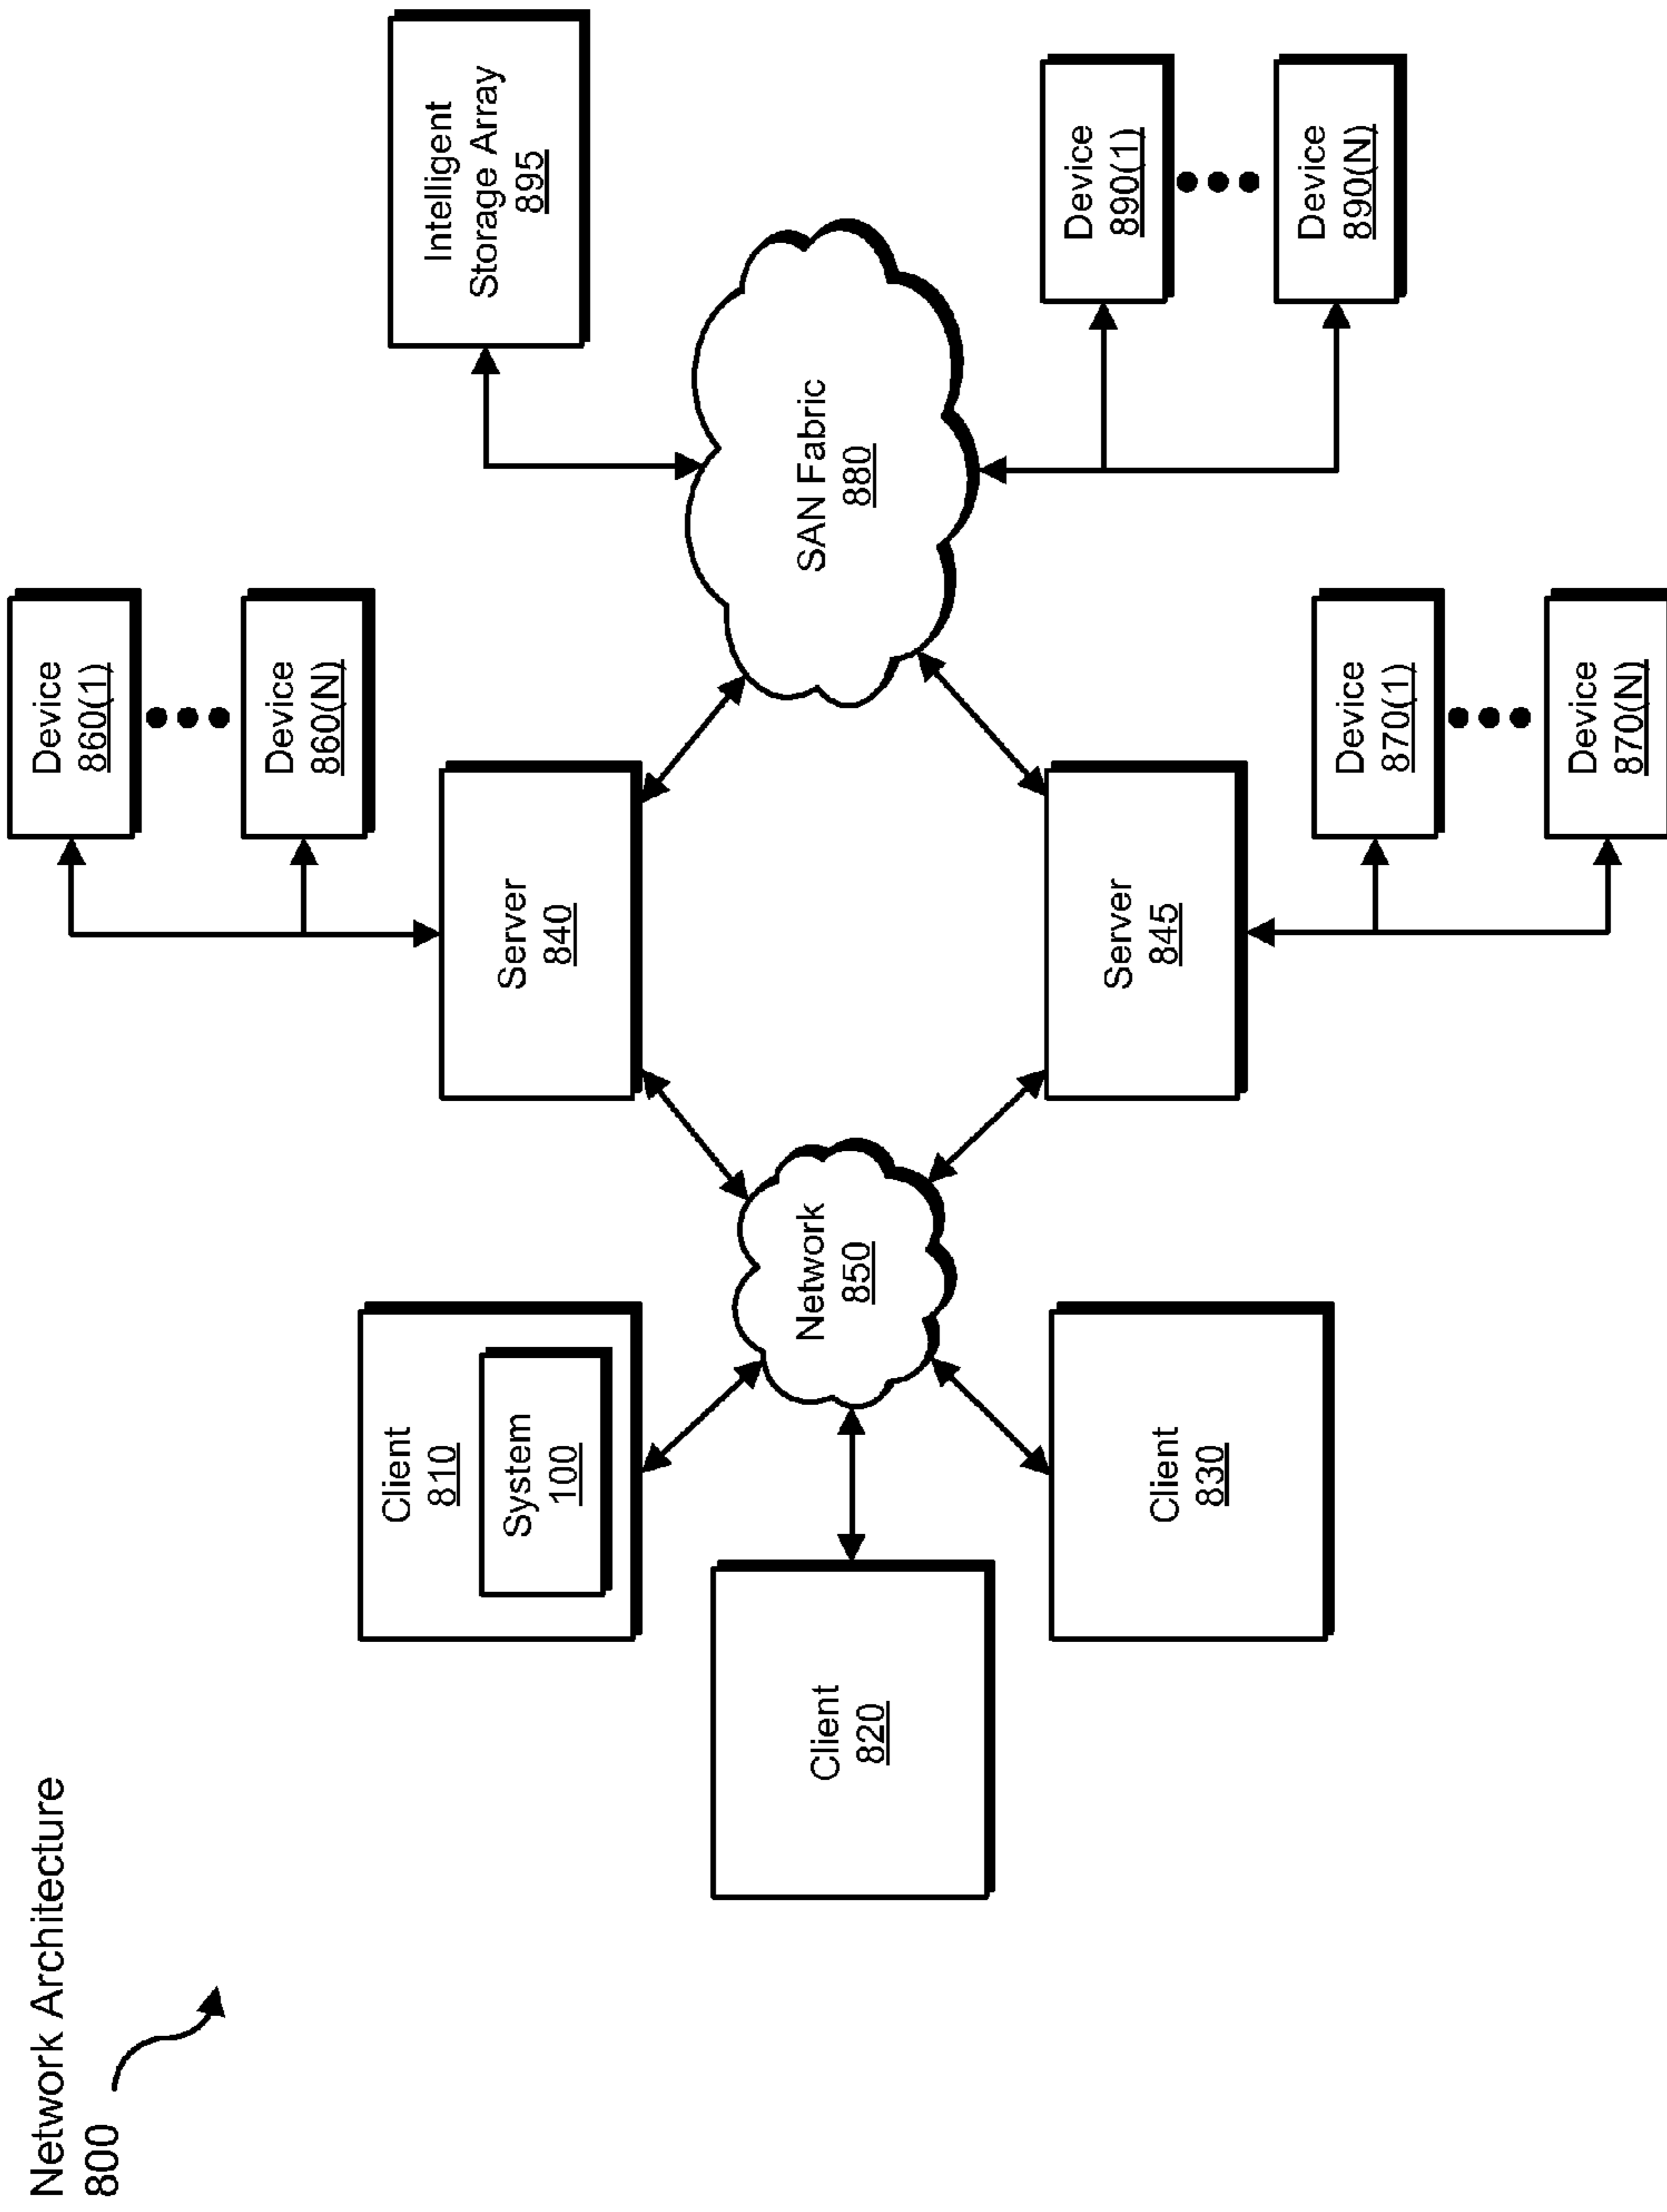 Network Architecture
800
Client
810
System
100
Client
820
Client
830
Network
850
Server
840
Server
845
Device
860(1)
Device
860(N)
Device
870(1)
Device
870(N)
SAN Fabric
880
Intelligent
Storage Array
895
Device
890(1)
Device
890(N)